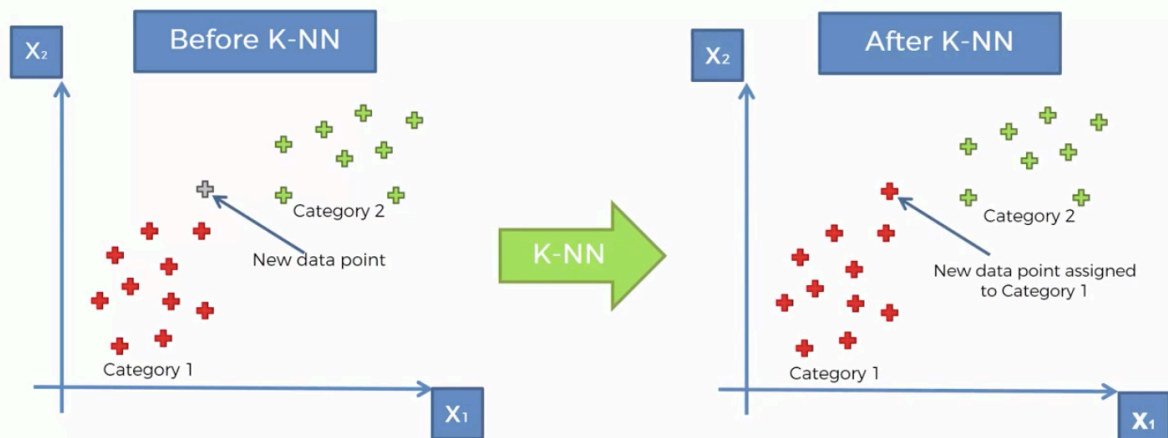 Before K-NN
X₂
Category 2
New data point
Category 1
X₁
K-NN
After K-NN
X₂
Category 2
New data point assigned
to Category 1
Category 1
X₁